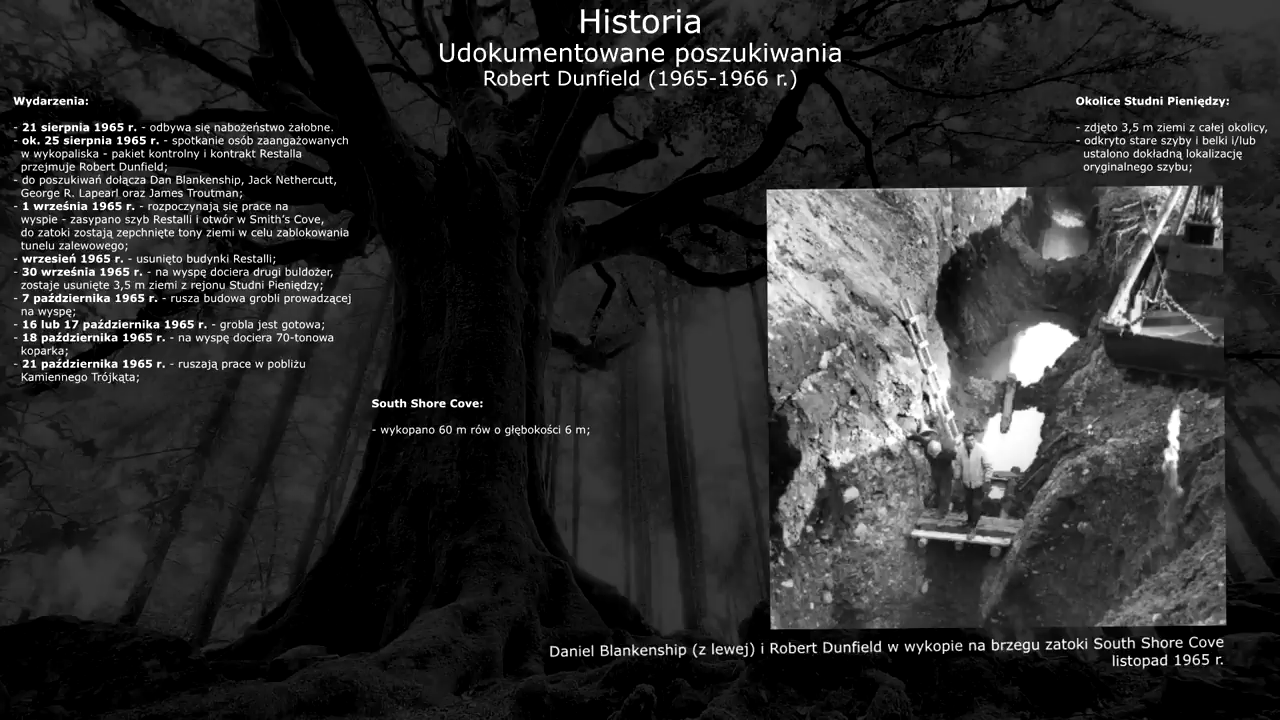 Historia
Udokumentowane poszukiwania
Robert Dunfield (1965-1966 r.)
Wydarzenia:
- 21 sierpnia 1965 r. - odbywa się nabożeństwo żałobne.
- ok. 25 sierpnia 1965 r. - spotkanie osób zaangażowanych
w wykopaliska - pakiet kontrolny i kontrakt Restalla
przejmuje Robert Dunfield;
- do poszukiwań dołącza Dan Blankenship, Jack Nethercutt,
George R. Lapearl oraz James Troutman;
- 1 września 1965 r. - rozpoczynają się prace na
wyspie - zasypano szyb Restalli i otwór w Smith's Cove,
do zatoki zostają zepchnięte tony ziemi w celu zablokowania
tunelu zalewowego;
- wrzesień 1965 r. - usunięto budynki Restalli;
- 30 września 1965 r. - na wyspę dociera drugi buldożer,
zostaje usunięte 3,5 m ziemi z rejonu Studni Pieniędzy;
- 7 października 1965 r. - rusza budowa grobli prowadzącej
na wyspę;
- 16 lub 17 października 1965 r. - grobla jest gotowa;
- 18 października 1965 r. - na wyspę dociera 70-tonowa
koparka;
- 21 października 1965 r. - ruszają prace w pobliżu
Kamiennego Trójkąta;
South Shore Cove:
- wykopano 60 m rów o głębokości 6 m;
Okolice Studni Pieniędzy:
- zdjęto 3,5 m ziemi z całej okolicy,
- odkryto stare szyby i belki i/lub
ustalono dokładną lokalizację
oryginalnego szybu;
Daniel Blankenship (z lewej) i Robert Dunfield w wykopie na brzegu zatoki South Shore Cove
listopad 1965 r.